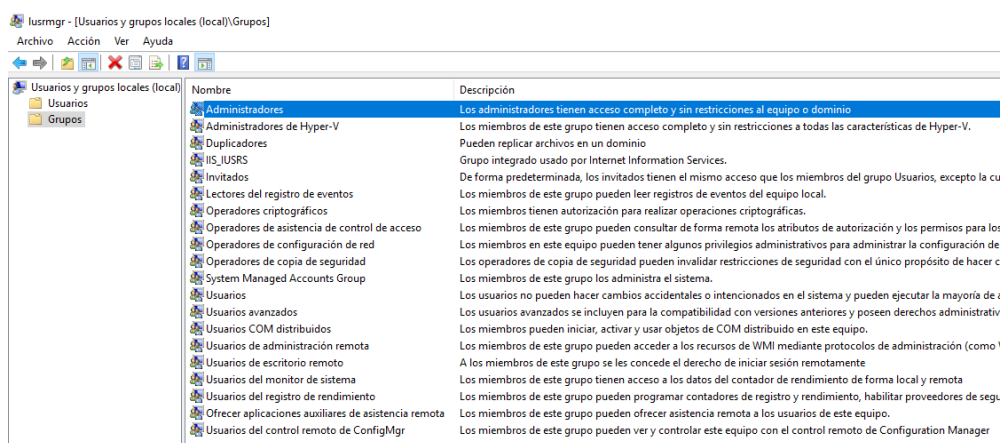 lusrmgr - [Usuarios y grupos locales (local)\Grupos]
Archivo Acción Ver Ayuda
Usuarios y grupos locales (local)
Usuarios
Grupos
Nombre Descripción
Administradores Los administradores tienen acceso completo y sin restricciones al equipo o dominio
Administradores de Hyper-V Los miembros de este grupo tienen acceso completo y sin restricciones a todas las características de Hyper-V.
Duplicadores Pueden replicar archivos en un dominio
IIS_IUSRS Grupo integrado usado por Internet Information Services.
Invitados De forma predeterminada, los invitados tienen el mismo acceso que los miembros del grupo Usuarios, excepto la cu
Lectores del registro de eventos Los miembros de este grupo pueden leer registros de eventos del equipo local.
Operadores criptográficos Los miembros tienen autorización para realizar operaciones criptográficas.
Operadores de asistencia de control de acceso Los miembros de este grupo pueden consultar de forma remota los atributos de autorización y los permisos para los
Operadores de configuración de red Los miembros en este equipo pueden tener algunos privilegios administrativos para administrar la configuración de
Operadores de copia de seguridad Los operadores de copia de seguridad pueden invalidar restricciones de seguridad con el único propósito de hacer c
System Managed Accounts Group Los miembros de este grupo los administra el sistema.
Usuarios Los usuarios no pueden hacer cambios accidentales o intencionados en el sistema y pueden ejecutar la mayoría de a
Usuarios avanzados Los usuarios avanzados se incluyen para la compatibilidad con versiones anteriores y poseen derechos administrativ
Usuarios COM distribuidos Los miembros pueden iniciar, activar y usar objetos de COM distribuido en este equipo.
Usuarios de administración remota Los miembros de este grupo pueden acceder a los recursos de WMI mediante protocolos de administración (como
Usuarios de escritorio remoto A los miembros de este grupo se les concede el derecho de iniciar sesión remotamente
Usuarios del monitor de sistema Los miembros de este grupo tienen acceso a los datos del contador de rendimiento de forma local y remota
Usuarios del registro de rendimiento Los miembros de este grupo pueden programar contadores de registro y rendimiento, habilitar proveedores de segu
Ofrecer aplicaciones auxiliares de asistencia remota Los miembros de este grupo pueden ofrecer asistencia remota a los usuarios de este equipo.
Usuarios del control remoto de ConfigMgr Los miembros de este grupo pueden ver y controlar este equipo con el control remoto de Configuration Manager